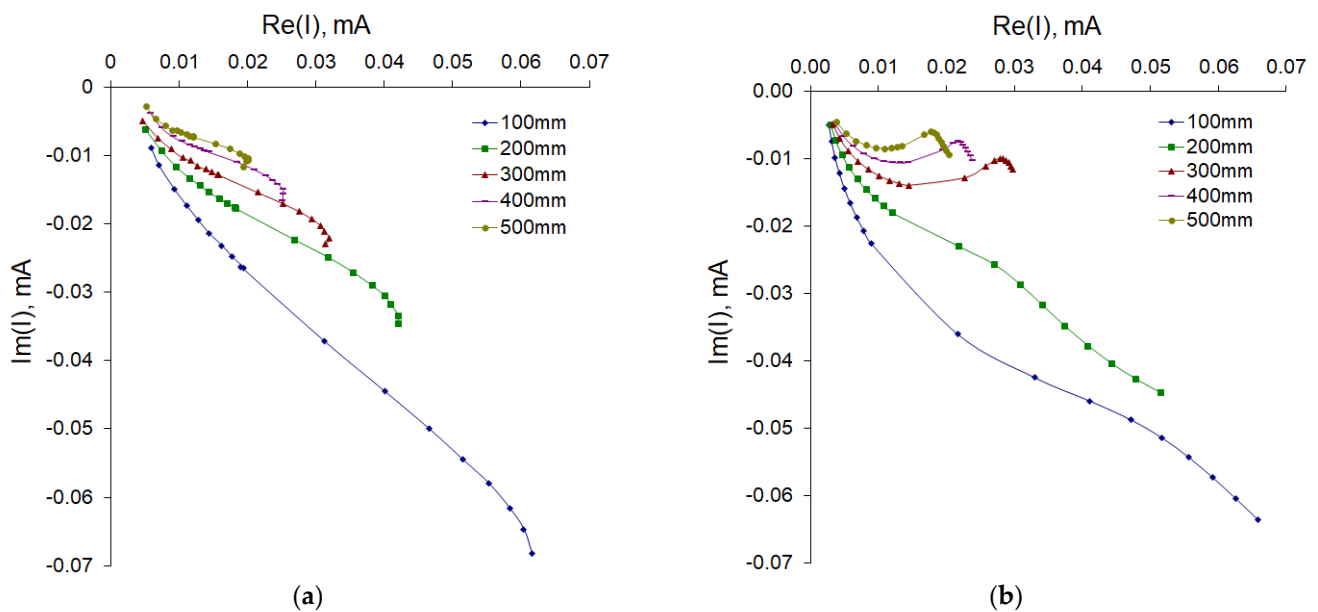 Re(I), mA
0 0.01 0.02 0.03 0.04 0.05 0.06 0.07
0
-0.01
-0.02
-0.03
-0.04
-0.05
-0.06
-0.07
Im(I), mA
100mm
200mm
300mm
400mm
500mm
(a)
Re(I), mA
0.00 0.01 0.02 0.03 0.04 0.05 0.06 0.07
0.00
-0.01
-0.02
-0.03
-0.04
-0.05
-0.06
-0.07
Im(I), mA
100mm
200mm
300mm
400mm
500mm
(b)